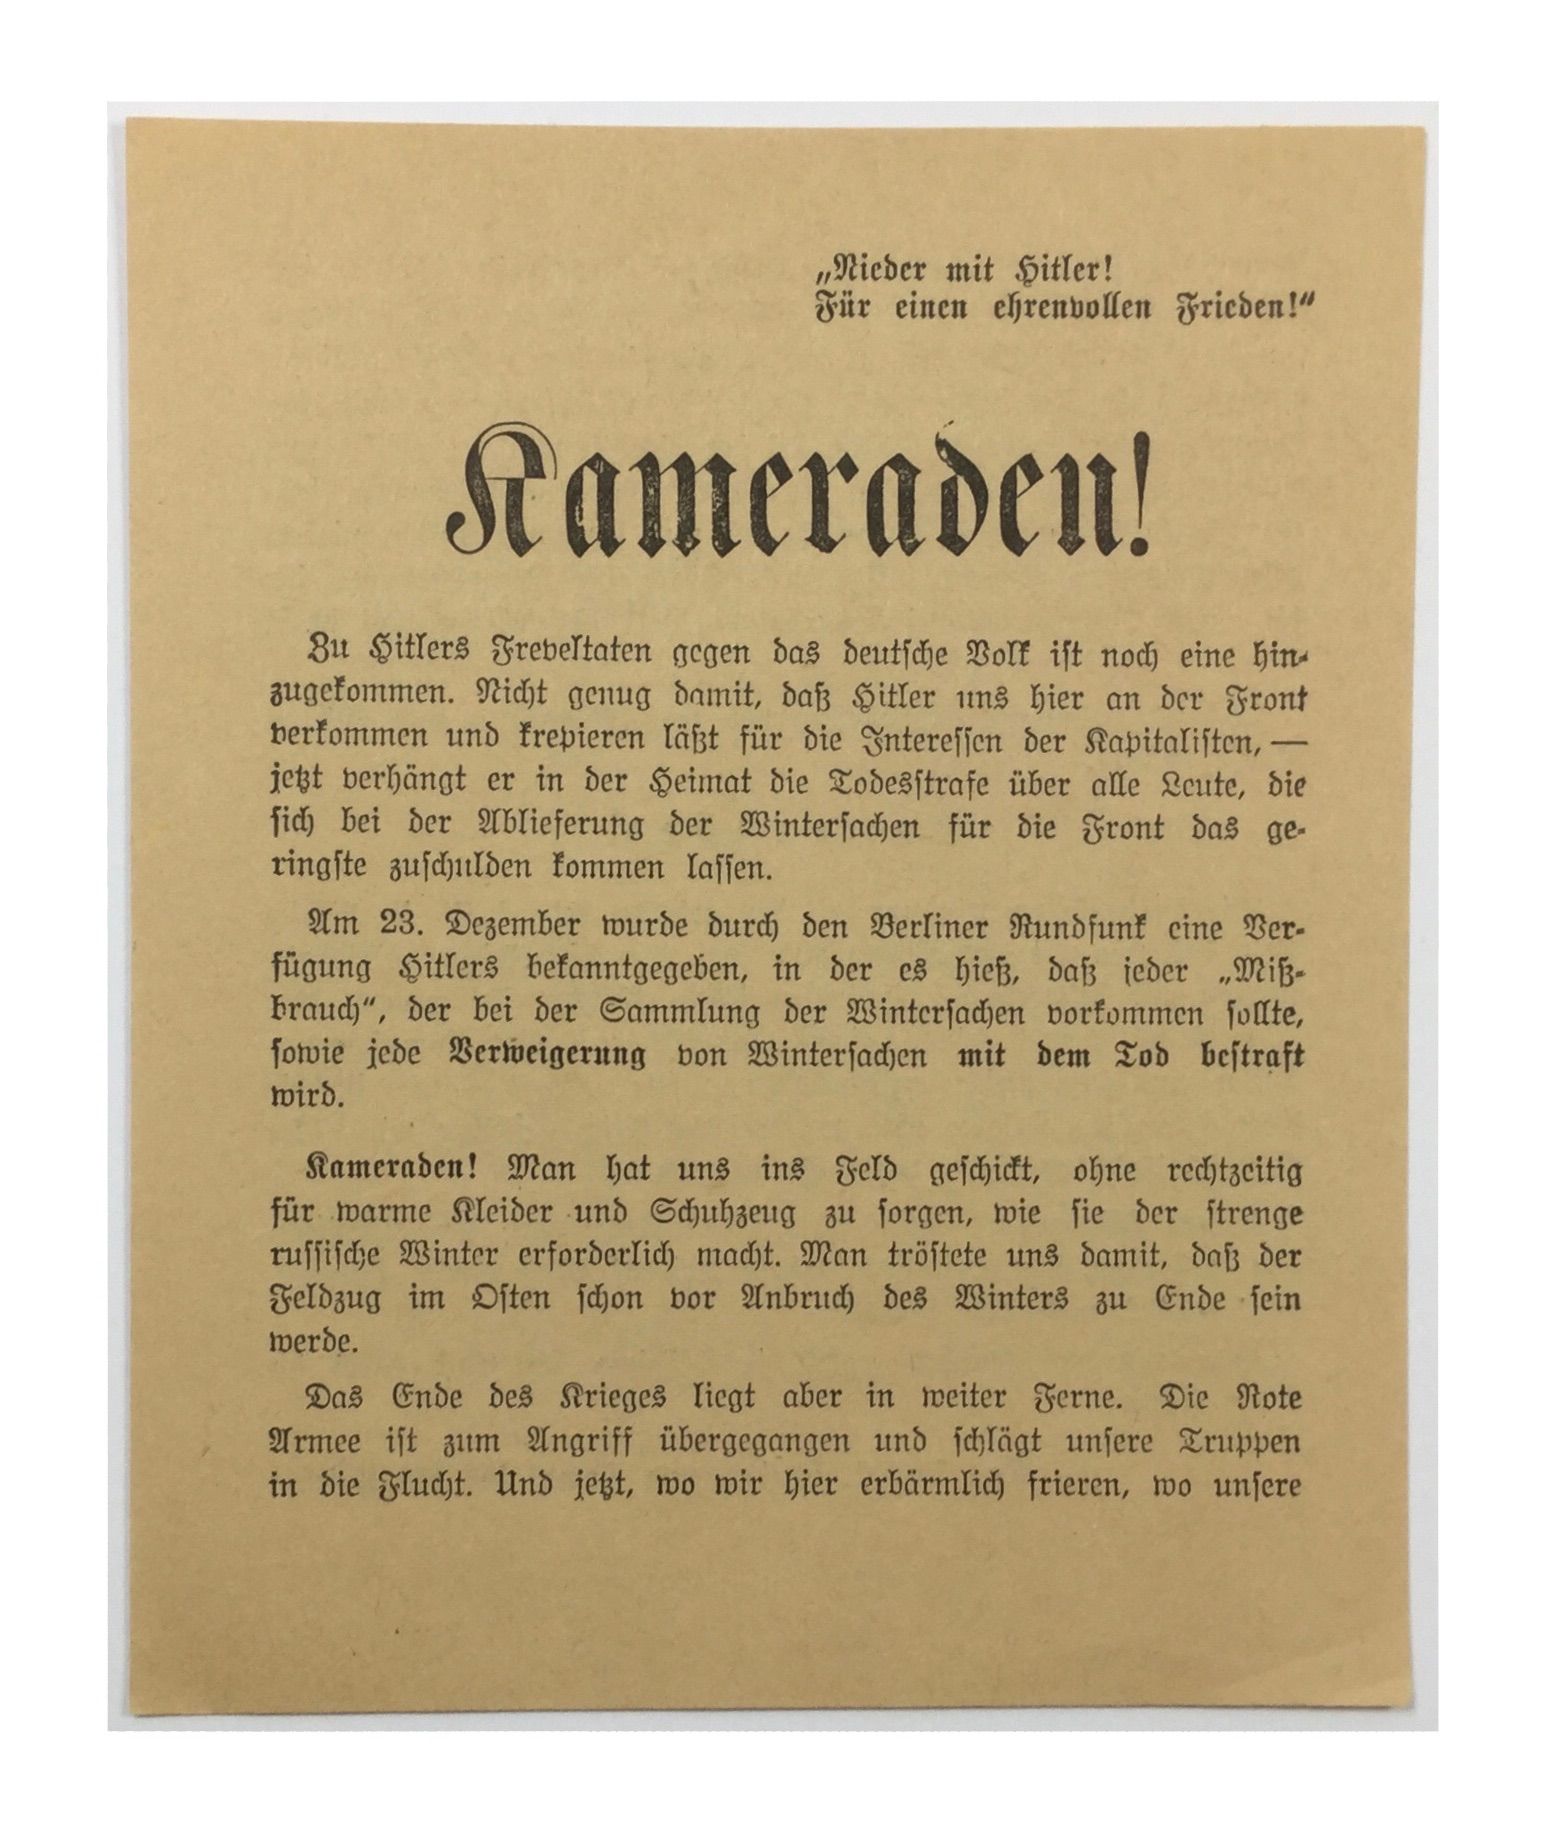 „Nieder mit Hitler!
Für einen ehrenvollen Frieden!“
Kameraden!
Zu Hitlers Freveltaten gegen das deutsche Volk ist noch eine hin-
zugekommen. Nicht genug damit, daß Hitler uns hier an der Front
verkommen und krepieren läßt für die Interessen der Kapitalisten, —
jetzt verhängt er in der Heimat die Todesstrafe über alle Leute, die
sich bei der Ablieferung der Wintersachen für die Front das ge-
ringste zuschulden kommen lassen.
Am 23. Dezember wurde durch den Berliner Rundfunk eine Ver-
fügung Hitlers bekanntgegeben, in der es hieß, daß jeder „Miß-
brauch“, der bei der Sammlung der Wintersachen vorkommen sollte,
sowie jede Verweigerung von Wintersachen mit dem Tod bestraft
wird.
Kameraden! Man hat uns ins Feld geschickt, ohne rechtzeitig
für warme Kleider und Schuhzeug zu sorgen, wie sie der strenge
russische Winter erforderlich macht. Man tröstete uns damit, daß der
Feldzug im Osten schon vor Anbruch des Winters zu Ende sein
werde.
Das Ende des Krieges liegt aber in weiter Ferne. Die Rote
Armee ist zum Angriff übergegangen und schlägt unsere Truppen
in die Flucht. Und jetzt, wo wir hier erbärmlich frieren, wo unsere